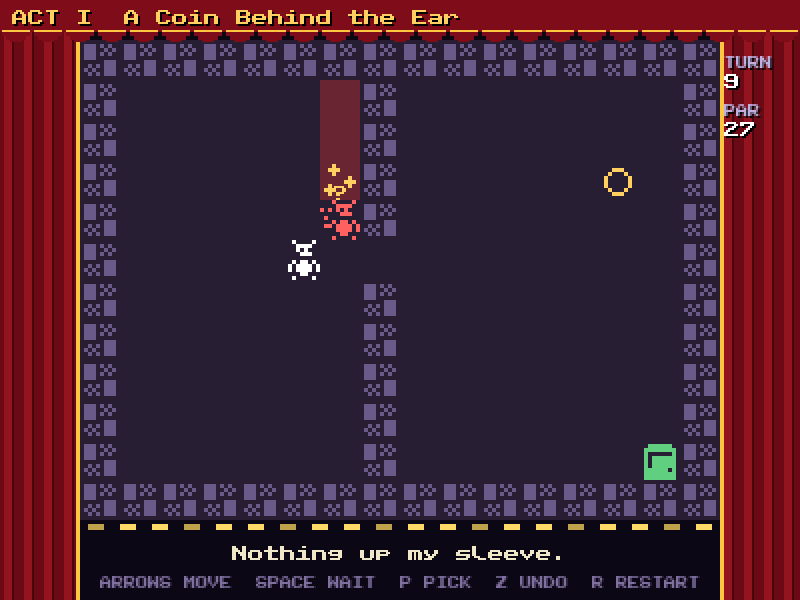 ACT I A Coin Behind the Ear
TURN
9
PAR
27
Nothing up my sleeve.
ARROWS MOVE SPACE WAIT P PICK Z UNDO R RESTART